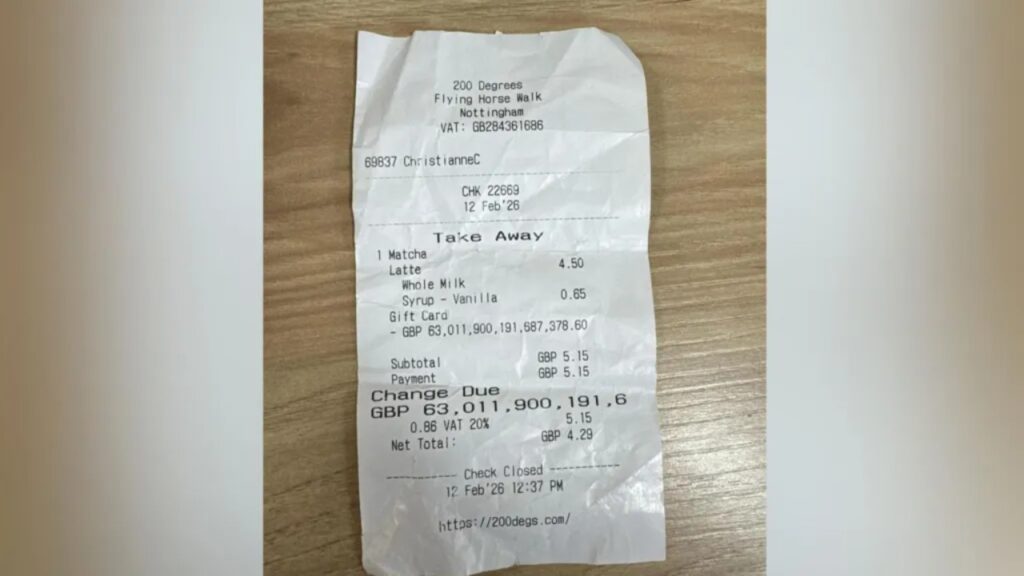 200 Degrees
Flying Horse Walk
Nottingham
VAT: GB284361686
69837 ChristianneC
CHK 22669
12 Feb'26
Take Away
1 Matcha
Latte 4.50
Whole Milk
Syrup - Vanilla 0.65
Gift Card
- GBP 63,011,900,191,687,378.60
Subtotal GBP 5.15
Payment GBP 5.15
Change Due
GBP 63,011,900,191,6
0.86 VAT 20% 5.15
Net Total: GBP 4.29
---------- Check Closed ----------
12 Feb'26 12:37 PM
https://200degs.com/